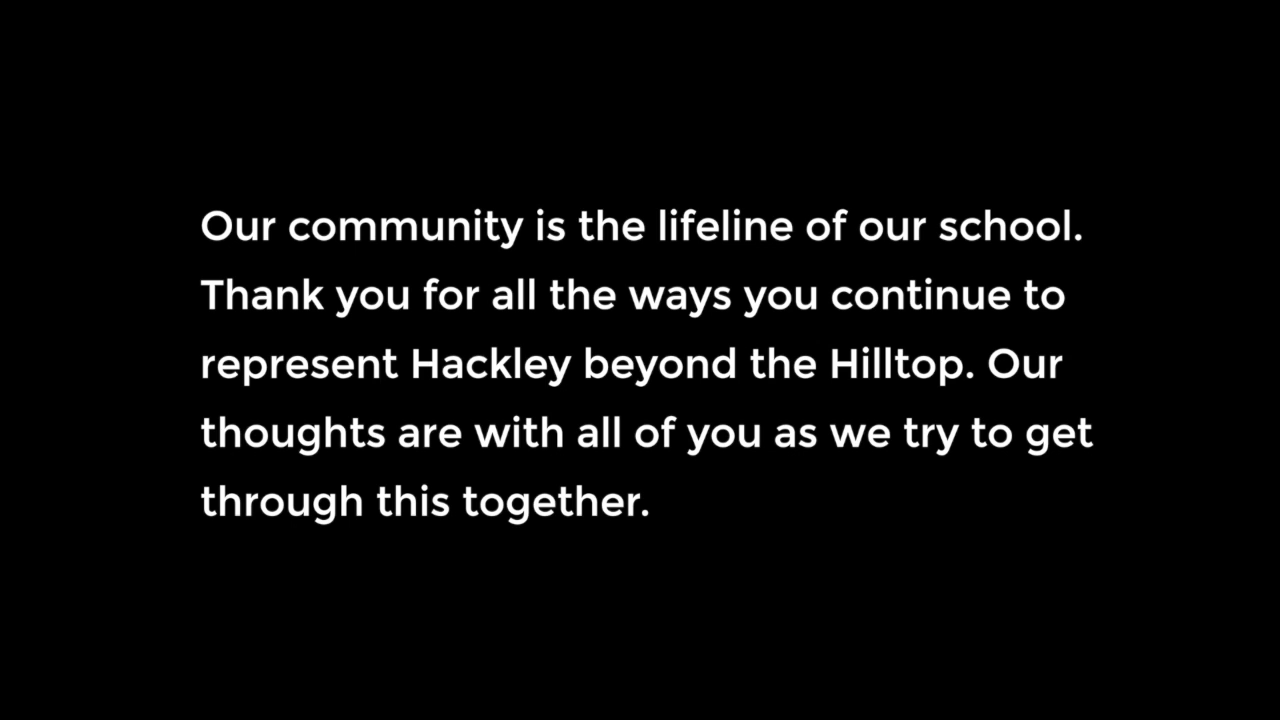 Our community is the lifeline of our school.
Thank you for all the ways you continue to
represent Hackley beyond the Hilltop. Our
thoughts are with all of you as we try to get
through this together.